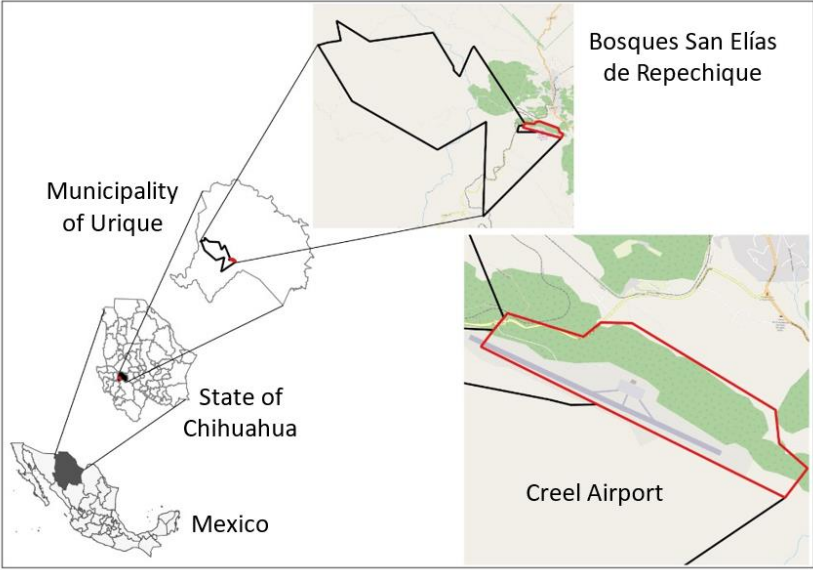 Bosques San Elías
de Repechique
Municipality
of Urique
State of
Chihuahua
Creel Airport
Mexico